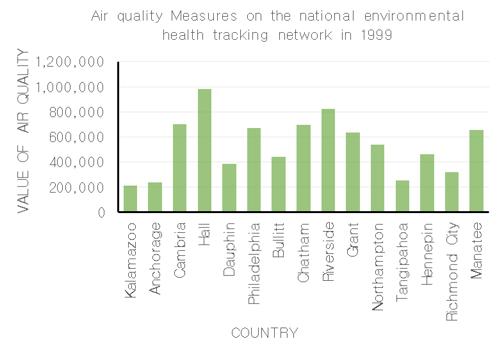 Air quality Measures on the national environmental
health tracking network in 1999
VALUE OF AIR QUALITY
1,200,000
1,000,000
800,000
600,000
400,000
200,000
0
Kalamazoo
Anchorage
Cambria
Hall
Dauphin
Philadelphia
Bullitt
Chatham
Riverside
Grant
Northampton
Tangipahoa
Hennepin
Richmond City
Manatee
COUNTRY